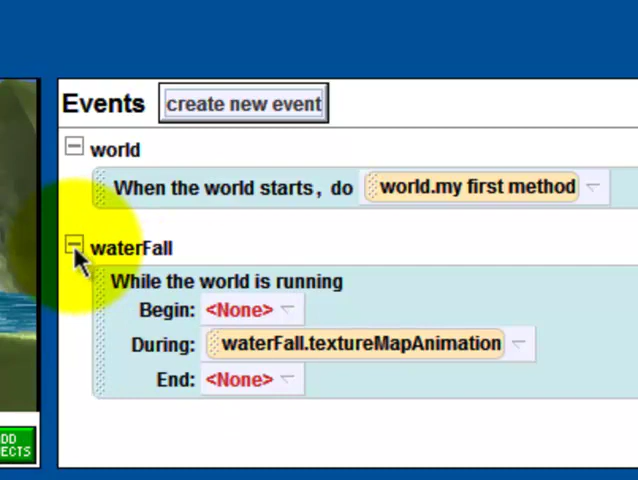 Events create new event
world
When the world starts, do world.my first method
waterFall
While the world is running
Begin: <None>
During: waterFall.textureMapAnimation
End: <None>
DD
ECTS